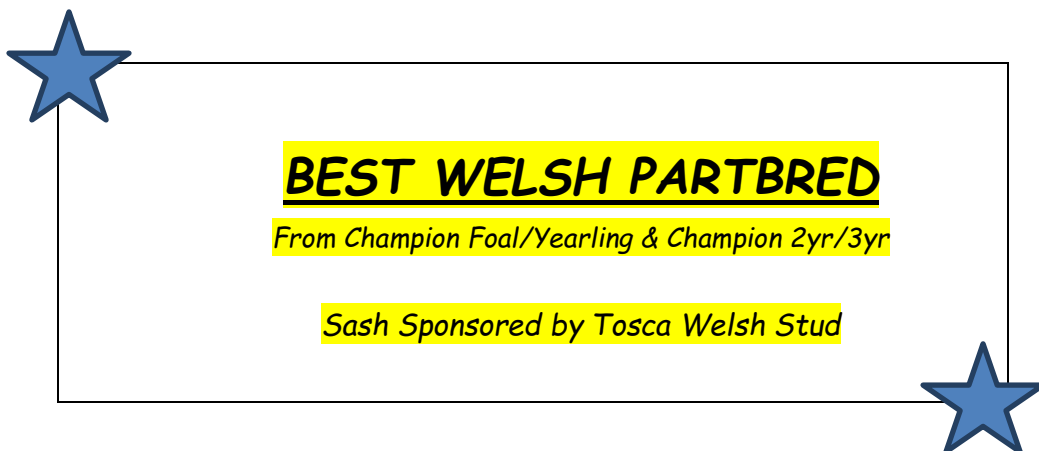 BEST WELSH PARTBRED
From Champion Foal/Yearling & Champion 2yr/3yr
Sash Sponsored by Tosca Welsh Stud